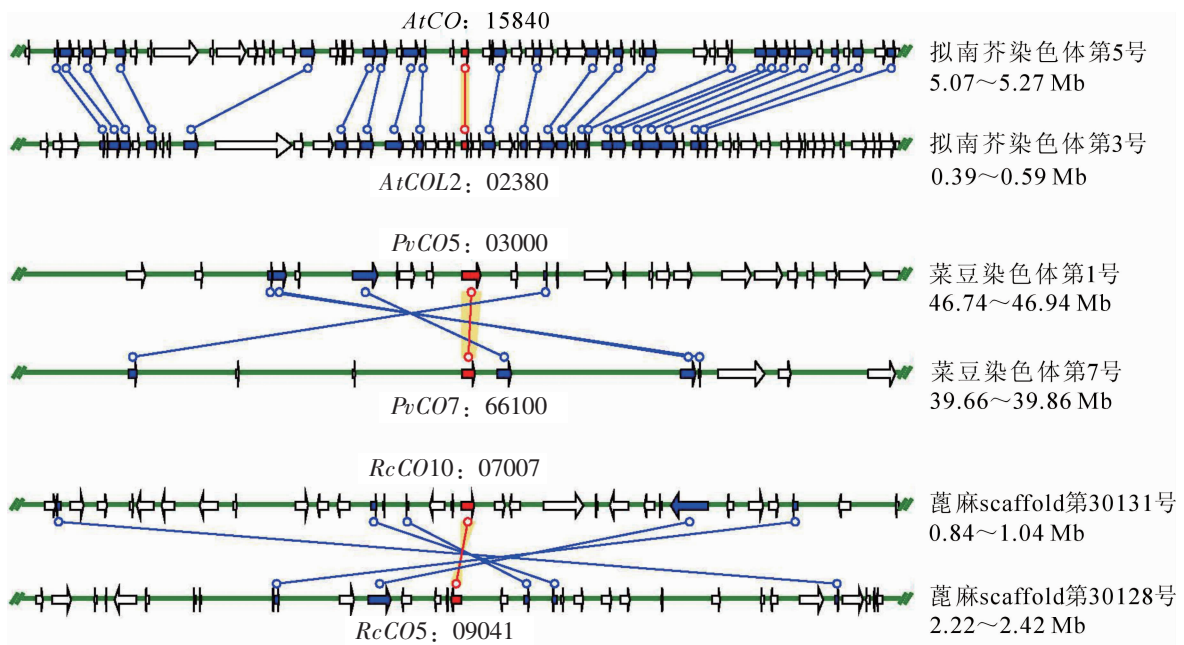 AtCO：15840
拟南芥染色体第5号
5.07～5.27 Mb
拟南芥染色体第3号
0.39～0.59 Mb
AtCOL2：02380
PvCO5：03000
菜豆染色体第1号
46.74～46.94 Mb
菜豆染色体第7号
39.66～39.86 Mb
PvCO7：66100
RcCO10：07007
蓖麻scaffold第30131号
0.84～1.04 Mb
蓖麻scaffold第30128号
2.22～2.42 Mb
RcCO5：09041